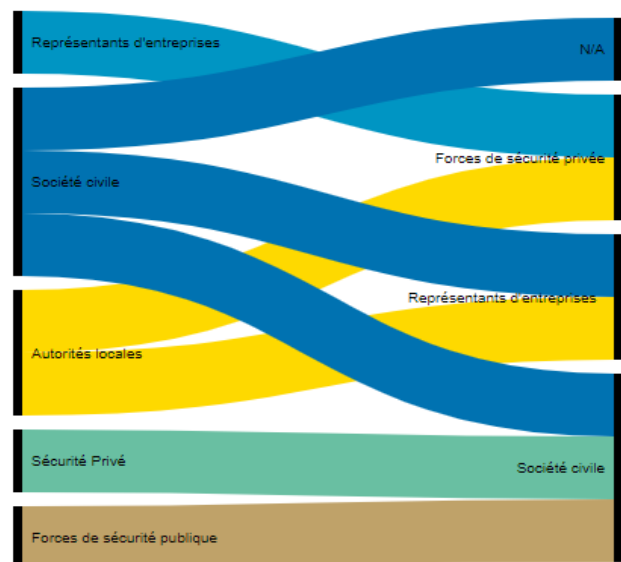 Représentants d'entreprises
N/A
Forces de sécurité privée
Société civile
Représentants d'entreprises
Autorités locales
Sécurité Privé
Société civile
Forces de sécurité publique